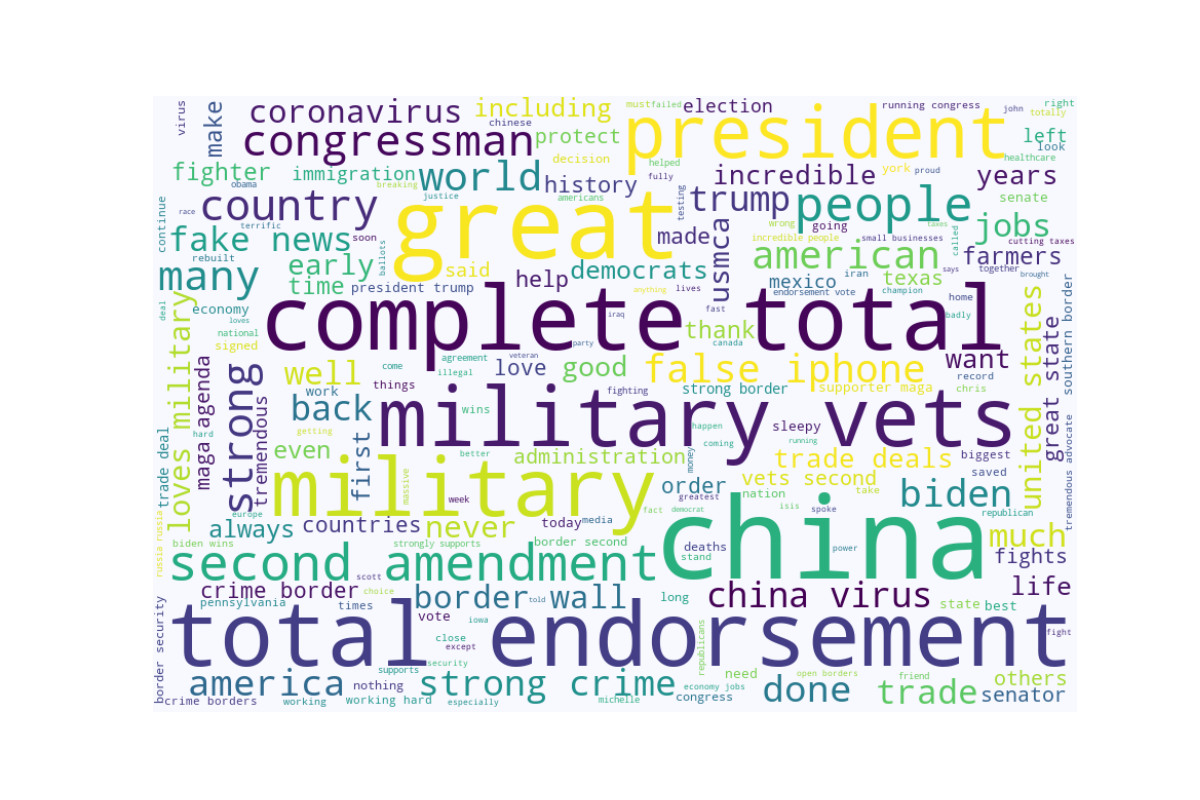 virus make coronavirus including mustfailed election running congress john right totally
congressman chinese protect president left look
fighter immigration world decision helped york proud incredible years healthcare
obama breaking justice history fully senate
continue race country great americans testing trump people jobs
terrific wrong going taxes
fake news soon ballots made incredible people small businesses called cutting taxes
rebuilt early said democrats usmca american farmers
many time help mexico iran texas says together brought
president trump anything lives endorsement vote champion home southern border
deal economy loves complete total fast badly
national iraq canada
signed party thank
agreement veteran love good false iphone want united states great state
loves military strong well come illegal record
things fighting strong border supporter maga chris
maga agenda work back wins military vets
tremendous hard getting happen sleepy
trade deal even first better administration coming running biggest tremendous advocate
military massive money trade deals
week order vets second saved
greatest nation take biden
always countries never fact democrat isis spoke republican
today media china much
russia russia europe biden wins strongly supports border second deaths fights
second amendment scott stand power
crime border choice border wall told long china virus life
pennsylvania times vote iowa state best
border security total endorsement fight
close except republicans
security
america supports strong crime need open borders friend others
nothing economy jobs done trade senator
crime borders working working hard especially michelle congress